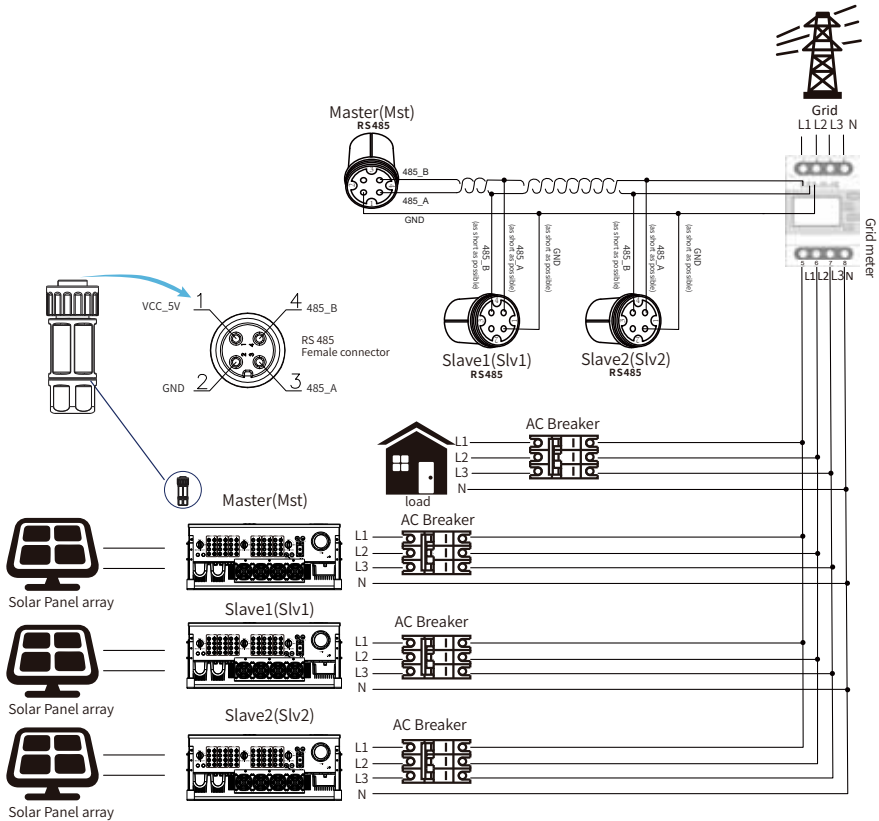 Grid
L1 L2 L3 N
Master(Mst)
RS485
485_B
485_A
GND
Grid meter
5 6 7 8
L1 L2 L3 N
485_B
(as short as possible)
485_A
(as short as possible)
GND
(as short as possible)
485_B
(as short as possible)
485_A
(as short as possible)
GND
(as short as possible)
Slave1(Slv1)
RS485
Slave2(Slv2)
RS485
1
VCC_5V
4
485_B
RS 485
Female connector
GND
2
3
485_A
AC Breaker
L1
L2
L3
N
load
Master(Mst)
AC Breaker
L1
L2
L3
N
Solar Panel array
Slave1(Slv1)
AC Breaker
L1
L2
L3
N
Solar Panel array
Slave2(Slv2)
AC Breaker
L1
L2
L3
N
Solar Panel array